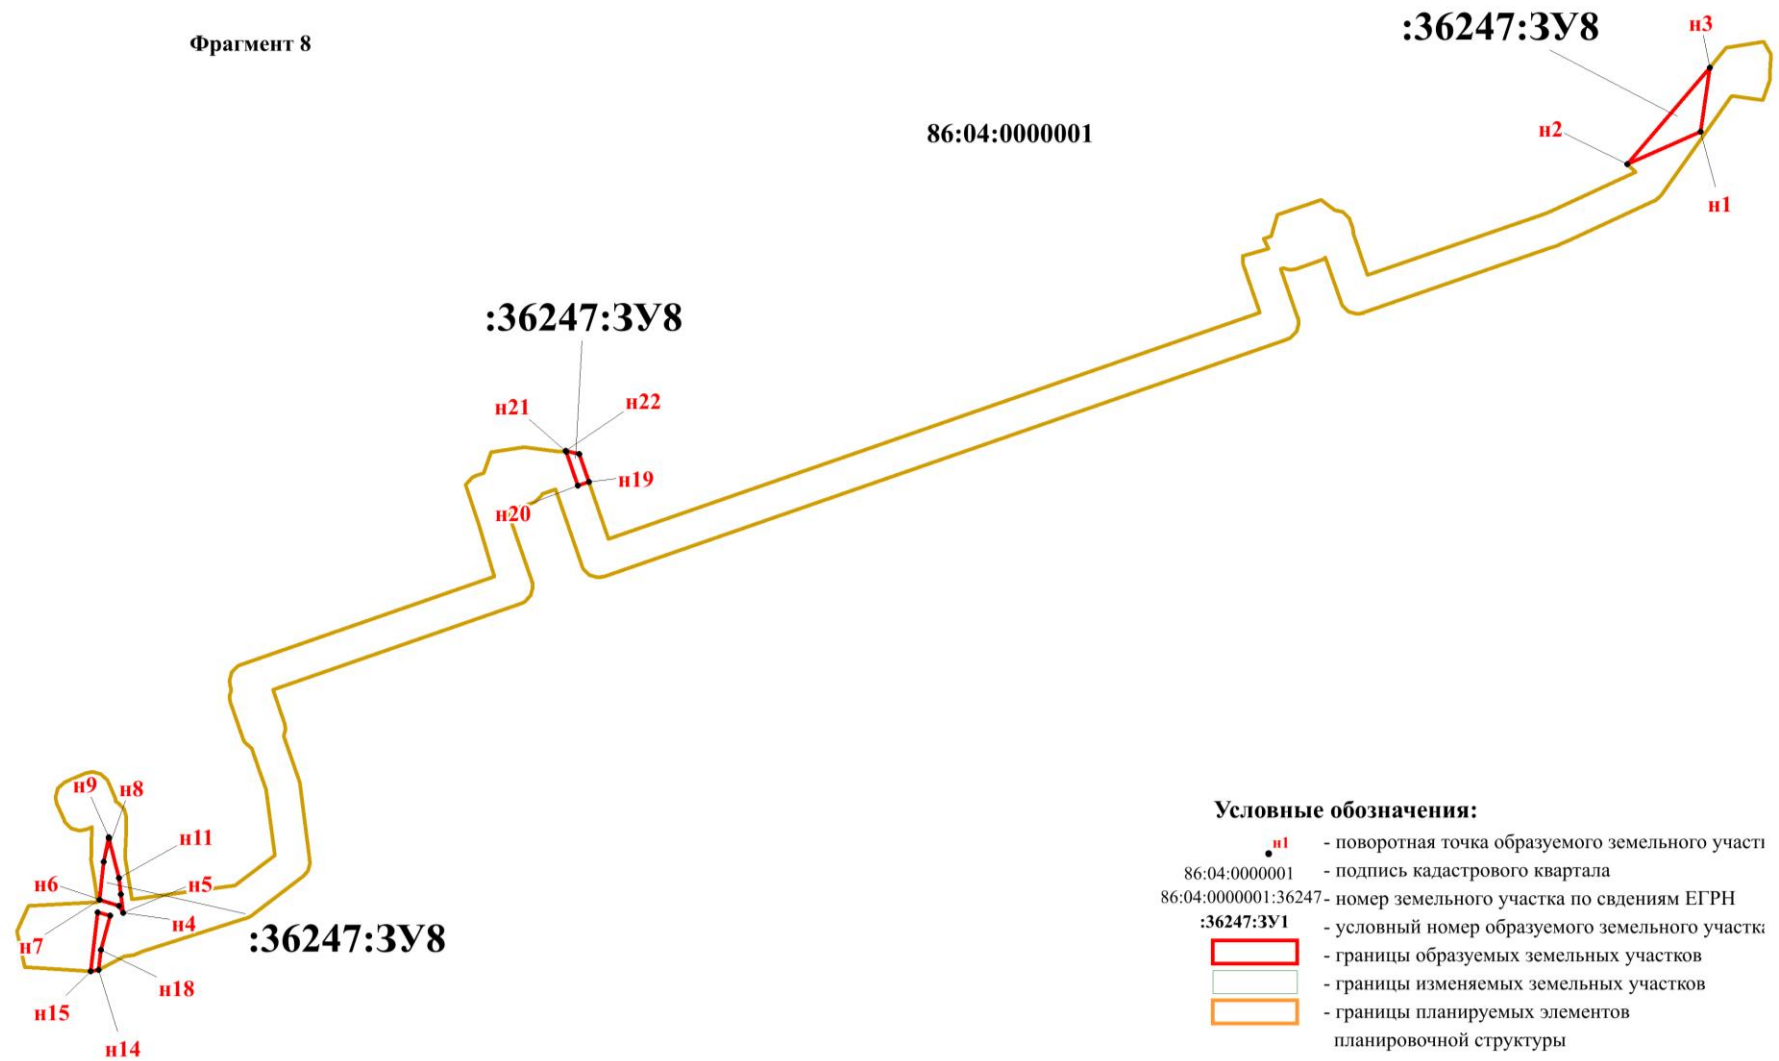 Фрагмент 8
:36247:ЗУ8
н3
86:04:0000001
н2
н1
:36247:ЗУ8
н21
н22
н19
н20
н9
н8
н11
н6
н5
н4
н7
:36247:ЗУ8
н18
н15
н14
Условные обозначения:
н1 - поворотная точка образуемого земельного участ
86:04:0000001 - подпись кадастрового квартала
86:04:0000001:36247 - номер земельного участка по свдениям ЕГРН
:36247:ЗУ1 - условный номер образуемого земельного участка
- границы образуемых земельных участков
- границы изменяемых земельных участков
- границы планируемых элементов
планировочной структуры